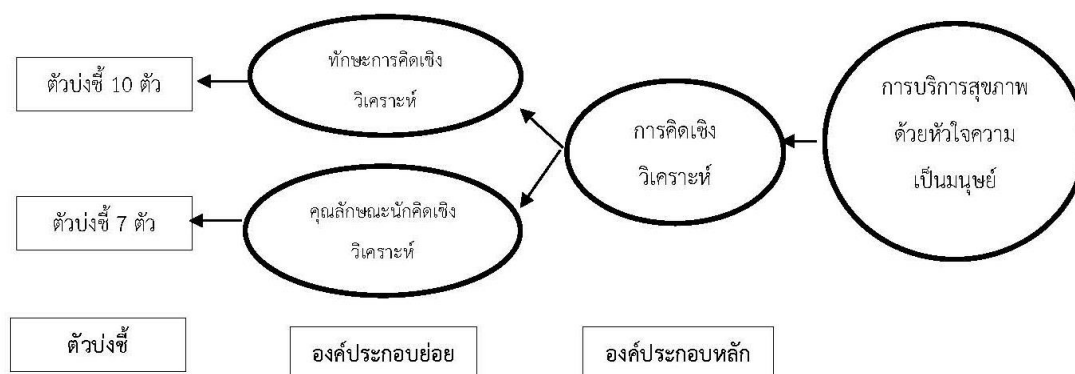 ตัวบ่งชี้ 10 ตัว
ทักษะการคิดเชิง
วิเคราะห์
ตัวบ่งชี้ 7 ตัว
คุณลักษณะนักคิดเชิง
วิเคราะห์
การคิดเชิง
วิเคราะห์
การบริการสุขภาพ
ด้วยหัวใจความ
เป็นมนุษย์
ตัวบ่งชี้
องค์ประกอบย่อย
องค์ประกอบหลัก